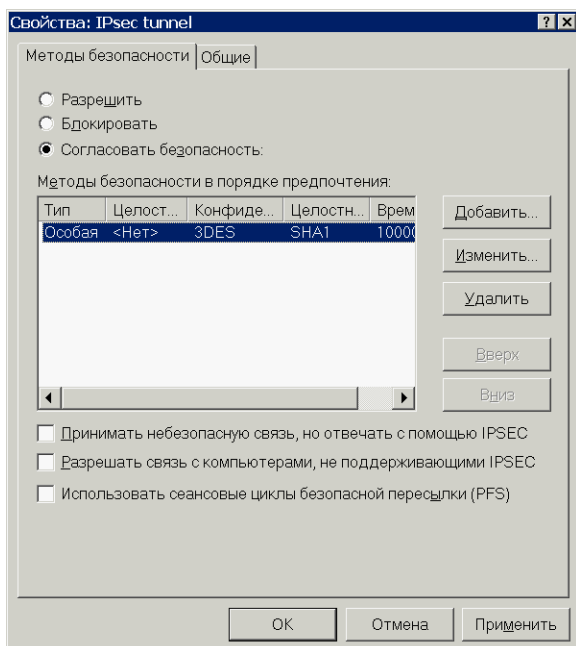 Свойства: IPsec tunnel
Методы безопасности Общие
Разрешить
Блокировать
Согласовать безопасность:
Методы безопасности в порядке предпочтения:
Тип Целост... Конфиде... Целостн... Врем
Особая <Нет> 3DES SHA1 1000
Добавить...
Изменить...
Удалить
Вверх
Вниз
Принимать небезопасную связь, но отвечать с помощью IPSEC
Разрешать связь с компьютерами, не поддерживающими IPSEC
Использовать сеансовые циклы безопасной пересылки (PFS)
OK Отмена Применить